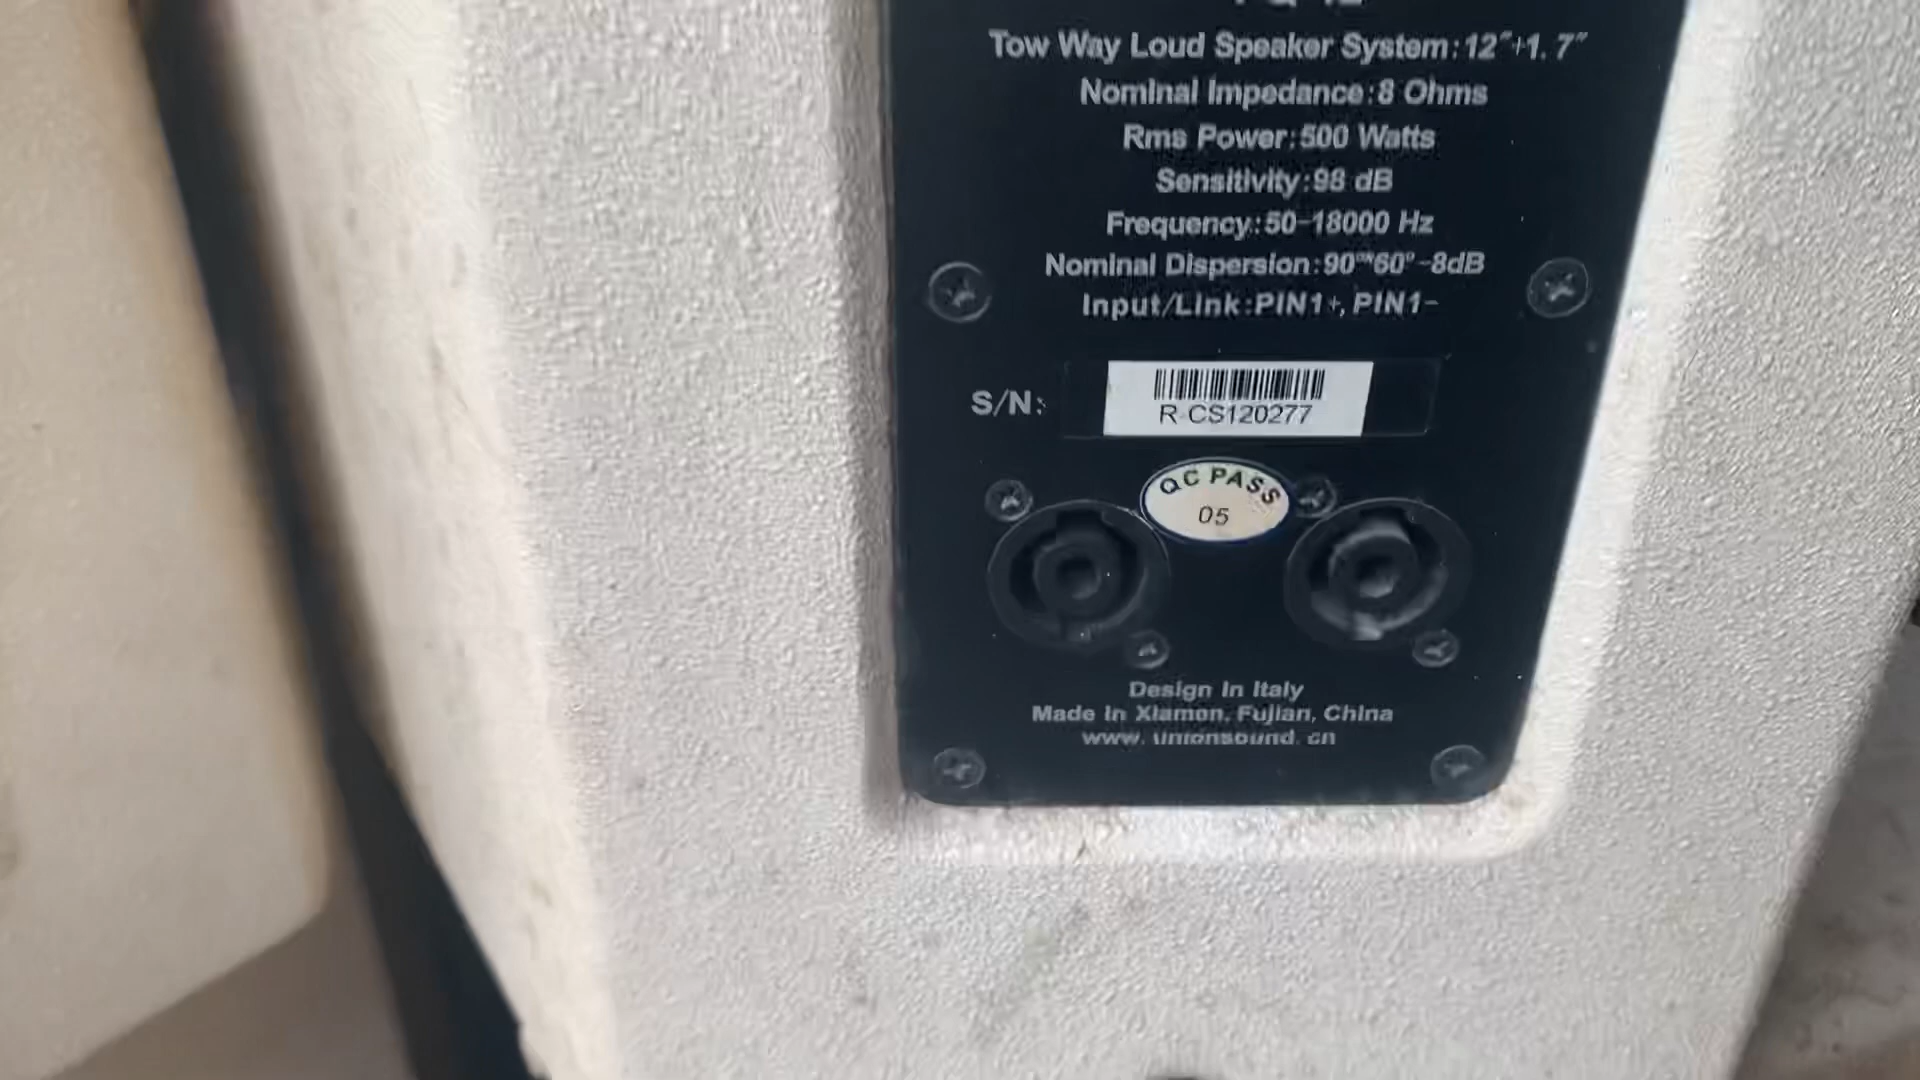 Tow Way Loud Speaker System:12"+1.7"
Nominal Impedance:8 Ohms
Rms Power:500 Watts
Sensitivity:98 dB
Frequency:50-18000 Hz
Nominal Dispersion:90°*60° -8dB
Input/Link:PIN1+, PIN1-
S/N:
R-CS120277
QC PASS
05
Design In Italy
Made In Xiamen, Fujian, China
www.unionsound.cn